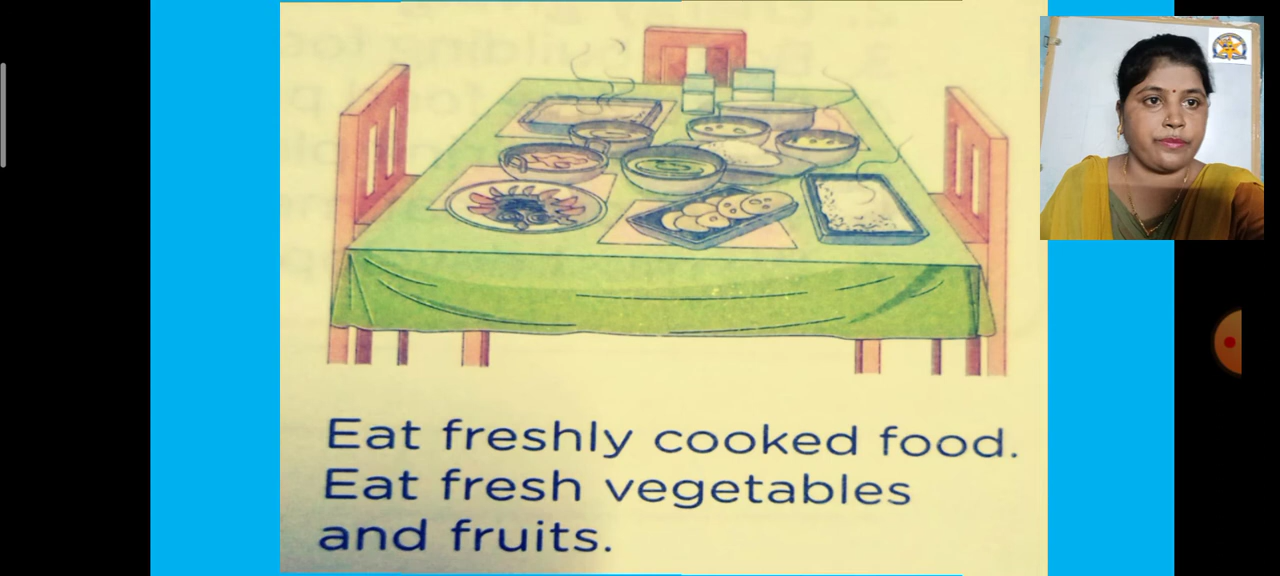 Eat freshly cooked food.
Eat fresh vegetables
and fruits.